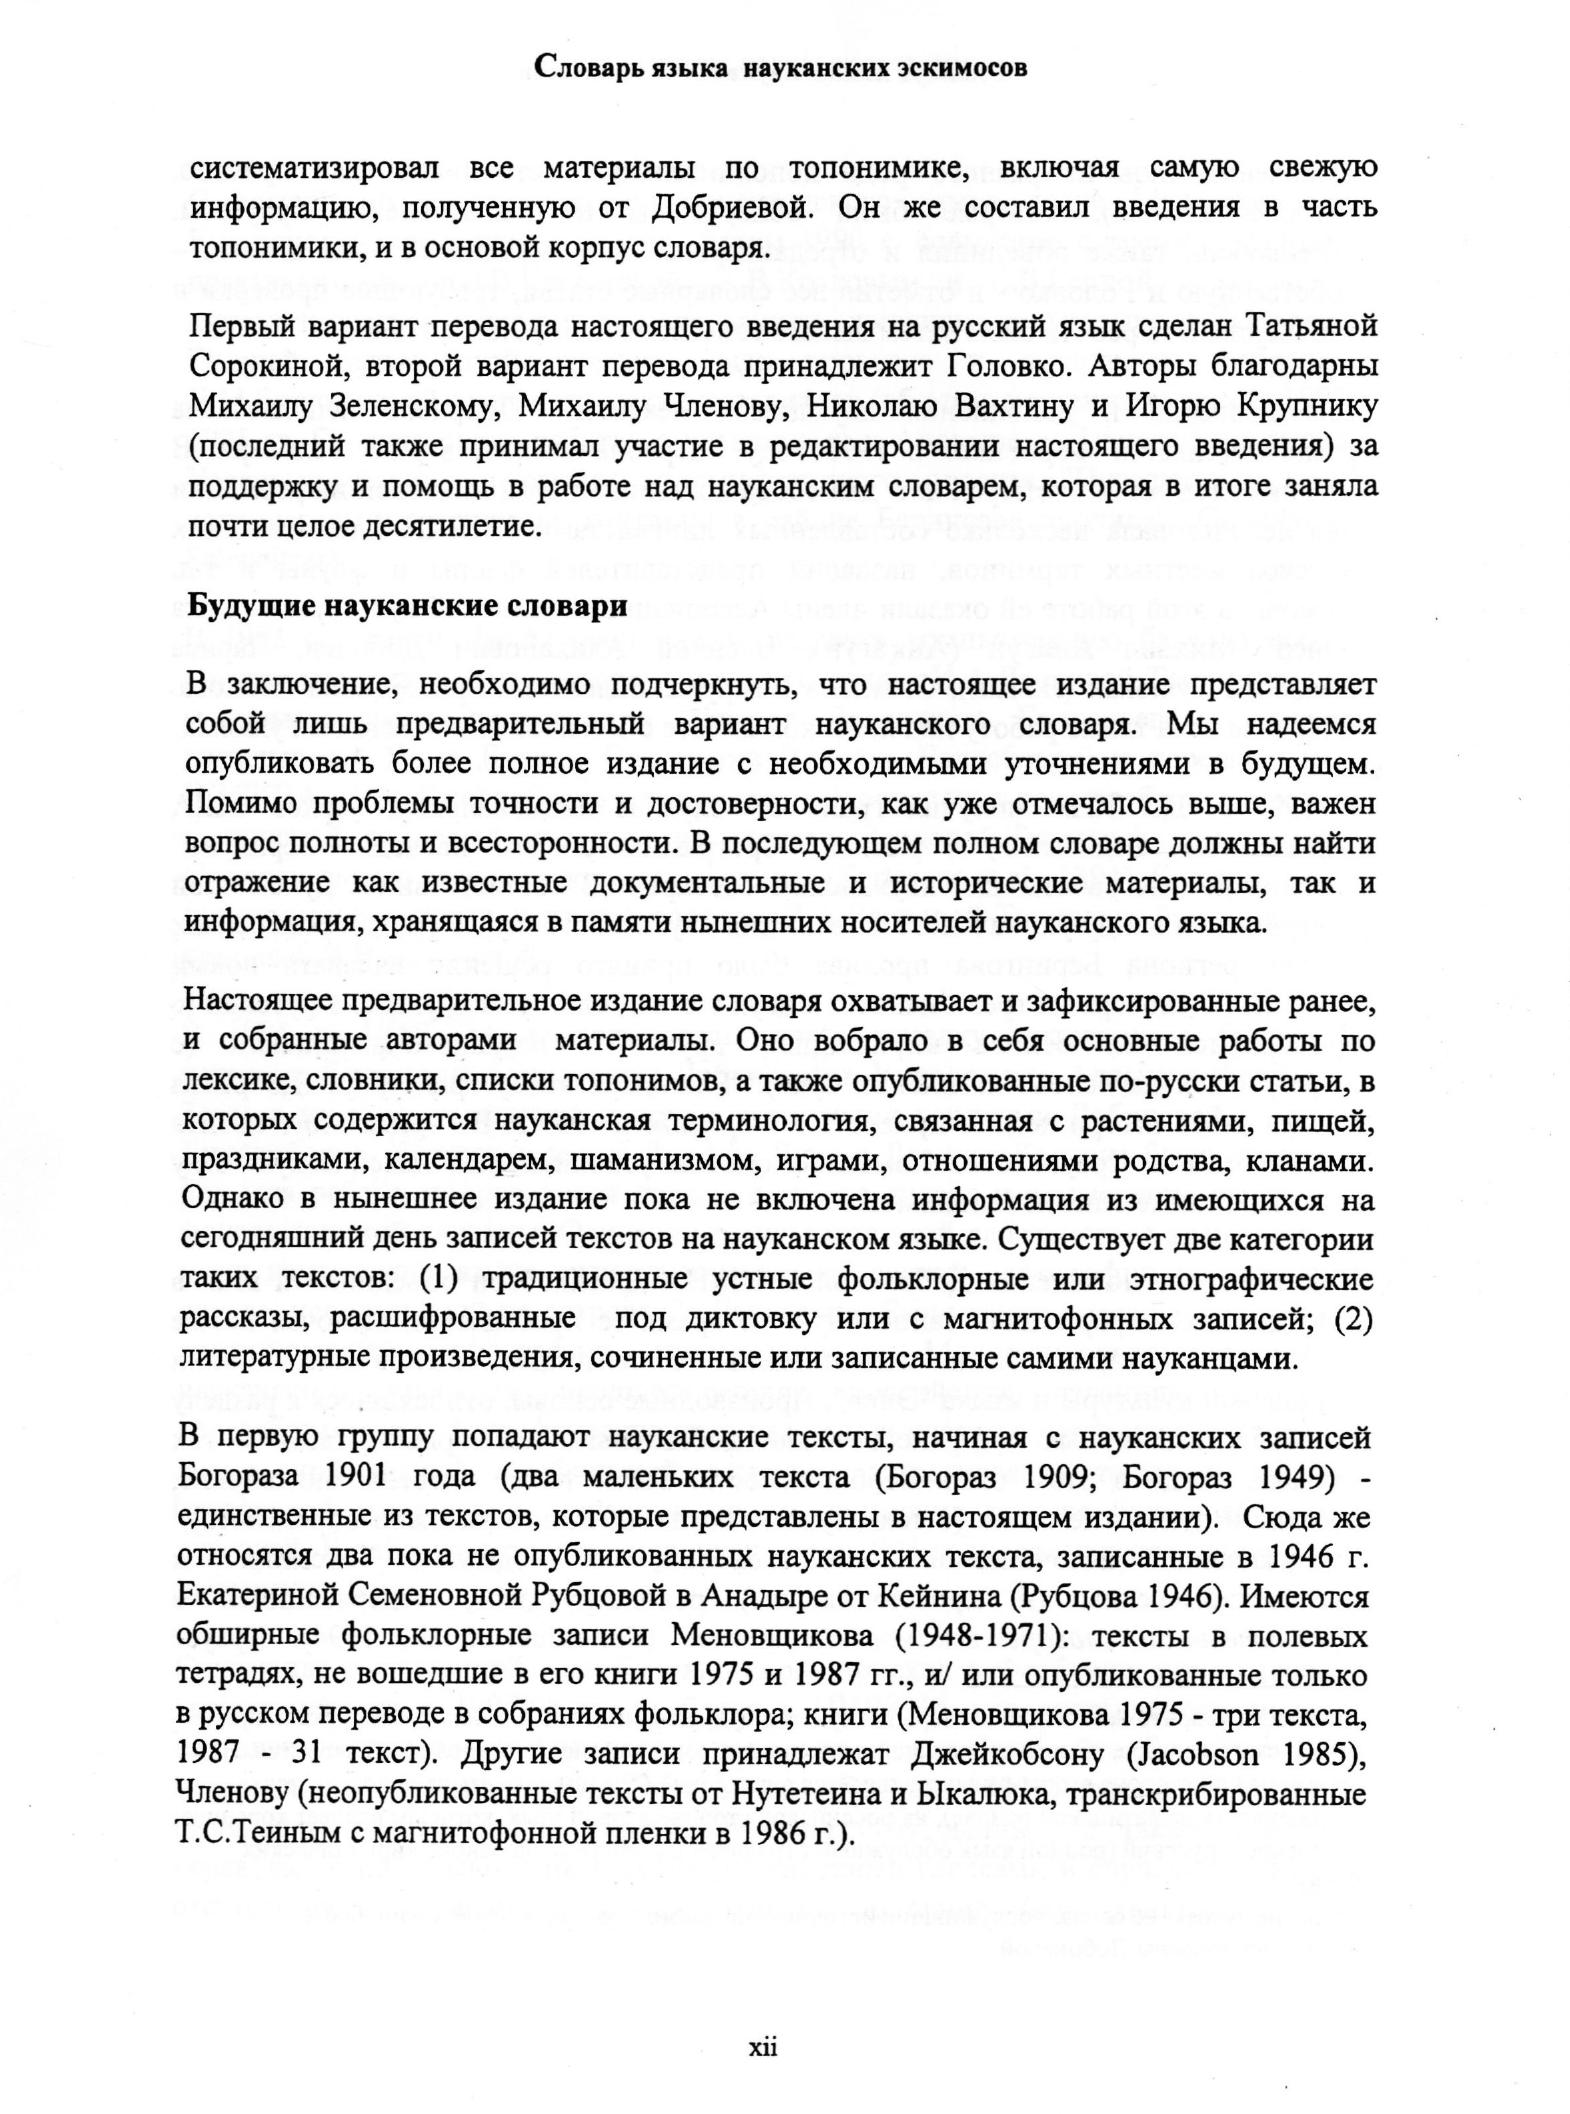 Словарь языка науканских эскимосов
систематизировал все материалы по топонимике, включая самую свежую
информацию, полученную от Добриевой. Он же составил введения в часть
топонимики, и в основой корпус словаря.
Первый вариант перевода настоящего введения на русский язык сделан Татьяной
Сорокиной, второй вариант перевода принадлежит Головко. Авторы благодарны
Михаилу Зеленскому, Михаилу Членову, Николаю Вахтину и Игорю Крупнику
(последний также принимал участие в редактировании настоящего введения) за
поддержку и помощь в работе над науканским словарем, которая в итоге заняла
почти целое десятилетие.
Будущие науканские словари
В заключение, необходимо подчеркнуть, что настоящее издание представляет
собой лишь предварительный вариант науканского словаря. Мы надеемся
опубликовать более полное издание с необходимыми уточнениями в будущем.
Помимо проблемы точности и достоверности, как уже отмечалось выше, важен
вопрос полноты и всесторонности. В последующем полном словаре должны найти
отражение как известные документальные и исторические материалы, так и
информация, хранящаяся в памяти нынешних носителей науканского языка.
Настоящее предварительное издание словаря охватывает и зафиксированные ранее,
и собранные авторами материалы. Оно вобрало в себя основные работы по
лексике, словники, списки топонимов, а также опубликованные по-русски статьи, в
которых содержится науканская терминология, связанная с растениями, пищей,
праздниками, календарем, шаманизмом, играми, отношениями родства, кланами.
Однако в нынешнее издание пока не включена информация из имеющихся на
сегодняшний день записей текстов на науканском языке. Существует две категории
таких текстов: (1) традиционные устные фольклорные или этнографические
рассказы, расшифрованные под диктовку или с магнитофонных записей; (2)
литературные произведения, сочиненные или записанные самими науканцами.
В первую группу попадают науканские тексты, начиная с науканских записей
Богораза 1901 года (два маленьких текста (Богораз 1909; Богораз 1949) -
единственные из текстов, которые представлены в настоящем издании). Сюда же
относятся два пока не опубликованных науканских текста, записанные в 1946 г.
Екатериной Семеновной Рубцовой в Анадыре от Кейнина (Рубцова 1946). Имеются
обширные фольклорные записи Меновщикова (1948-1971): тексты в полевых
тетрадях, не вошедшие в его книги 1975 и 1987 гг., и/ или опубликованные только
в русском переводе в собраниях фольклора; книги (Меновщикова 1975 - три текста,
1987 - 31 текст). Другие записи принадлежат Джейкобсону (Jacobson 1985),
Членову (неопубликованные тексты от Нутетеина и Ыкалюка, транскрибированные
Т.С.Теиным с магнитофонной пленки в 1986 г.).
xii